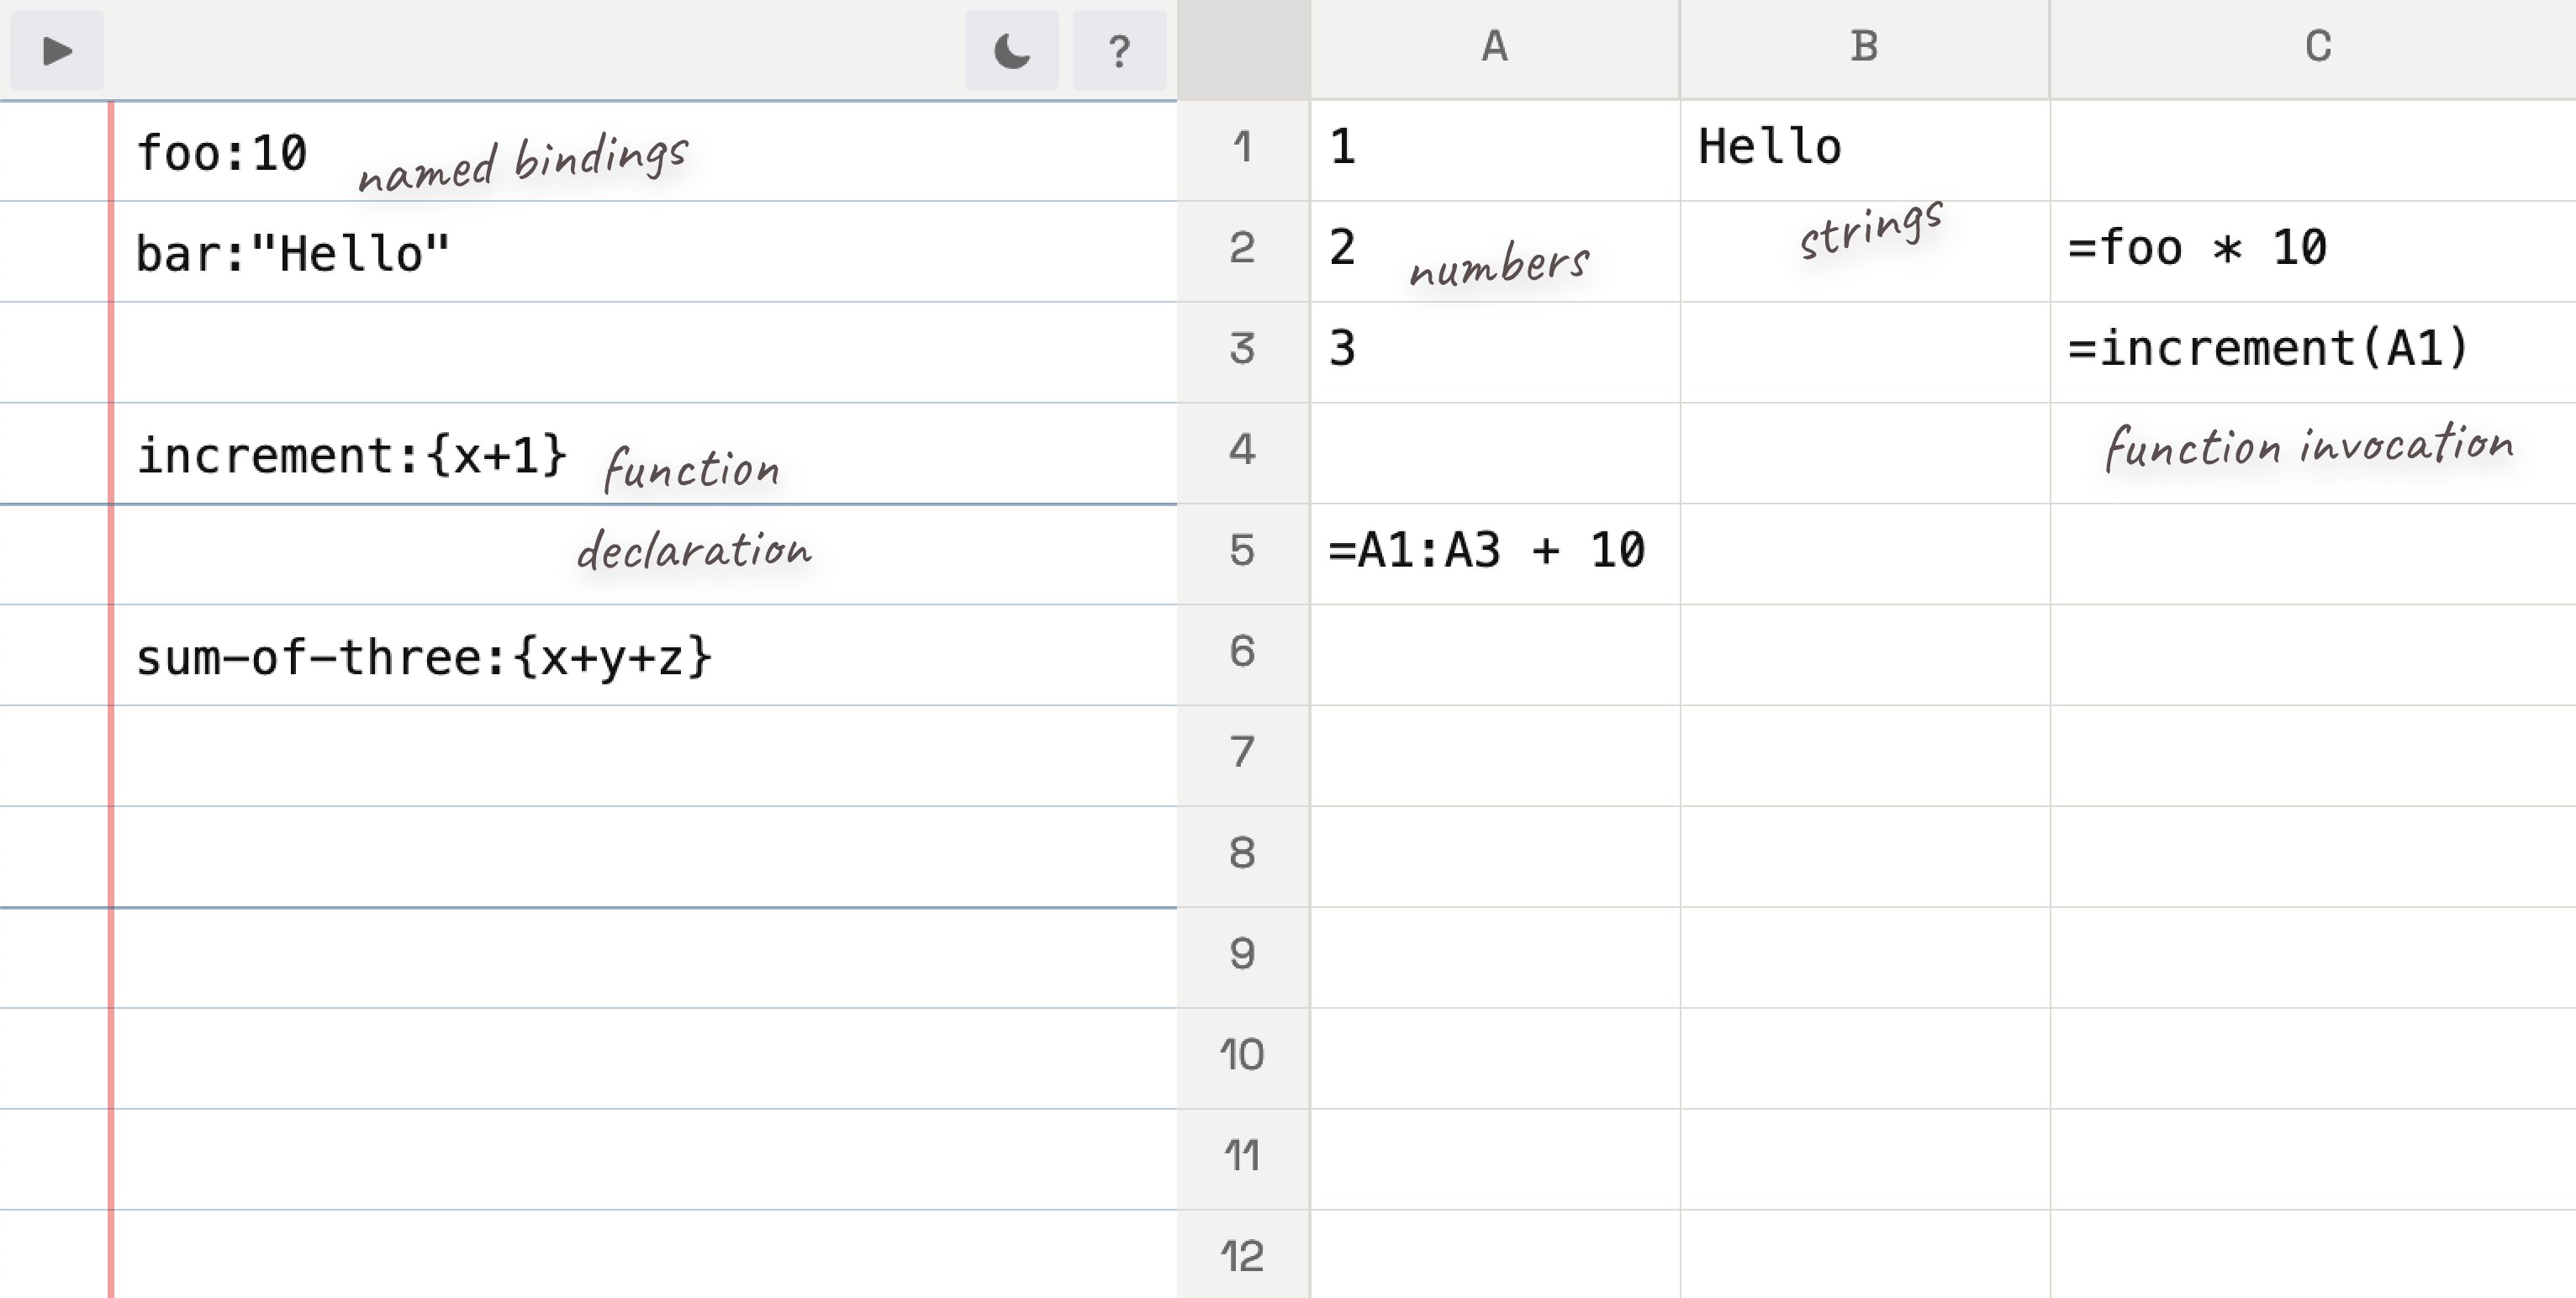 ?
foo:10 named bindings
bar:"Hello"
increment:{x+1} function
declaration
sum-of-three:{x+y+z}
A B C
1 1 Hello
strings
2 2 numbers =foo * 10
3 3 =increment(A1)
4 function invocation
5 =A1:A3 + 10
6
7
8
9
10
11
12